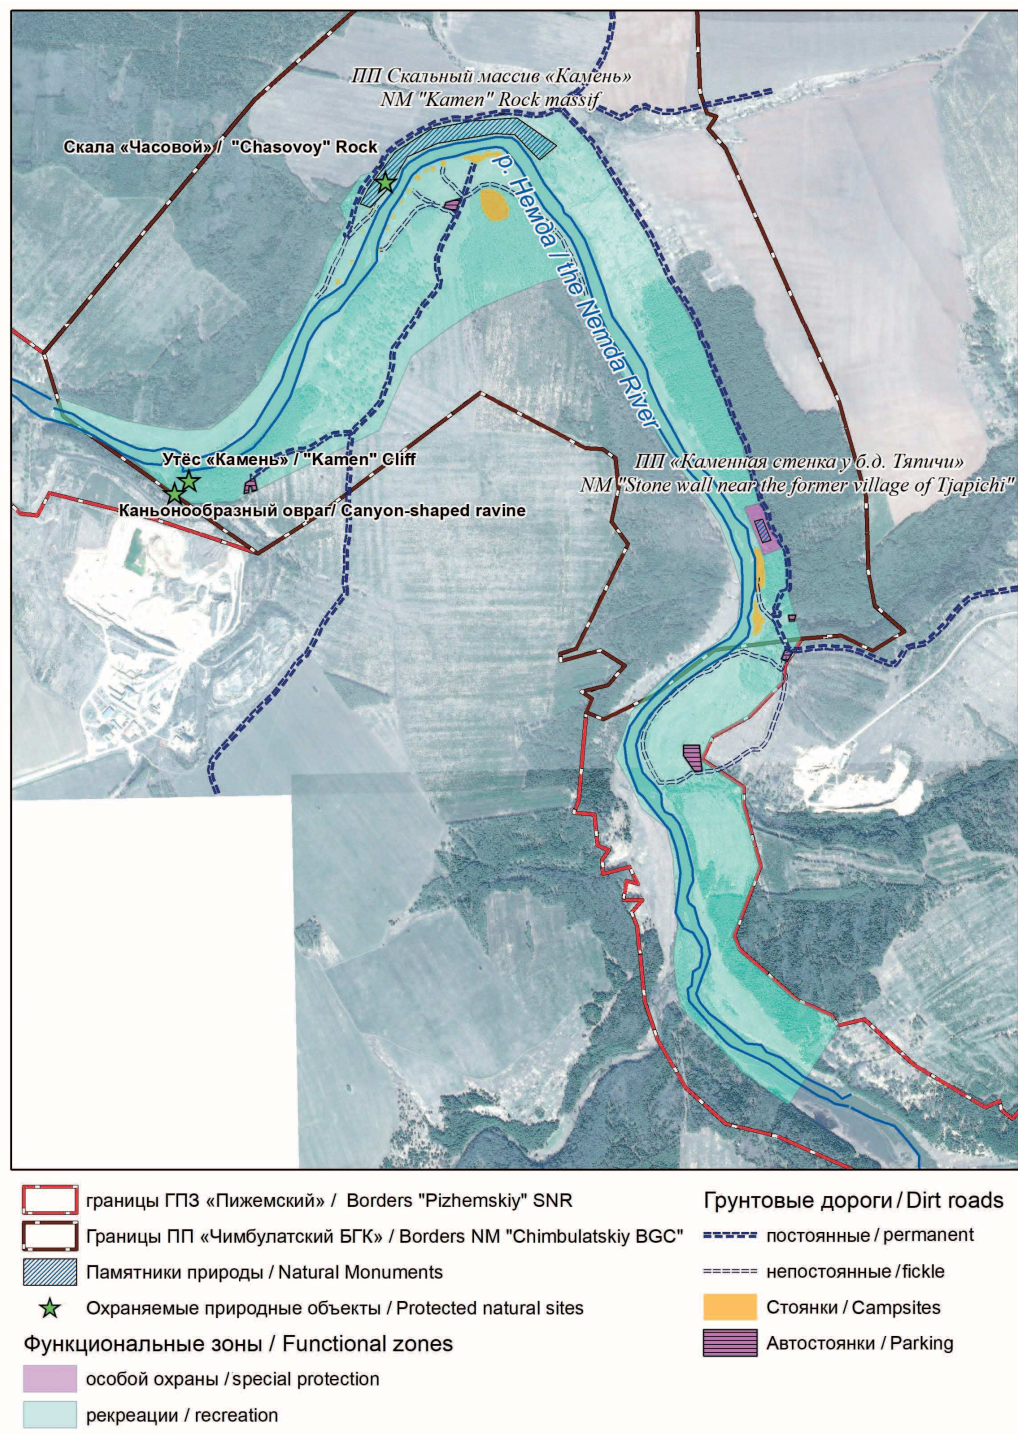 ПП Скальный массив «Камень»
NM "Kamen" Rock massif
Скала «Часовой» / "Chasovoy" Rock
р. Немда / the Nemda River
Утёс «Камень» / "Kamen" Cliff
ПП «Каменная стенка у б.д. Тяпичи»
NM "Stone wall near the former village of Tjapichi"
Каньонообразный овраг/ Canyon-shaped ravine
границы ГПЗ «Пижемский» / Borders "Pizhemskiy" SNR
Границы ПП «Чимбулатский БГК» / Borders NM "Chimbulatskiy BGC"
Памятники природы / Natural Monuments
Охраняемые природные объекты / Protected natural sites
Функциональные зоны / Functional zones
особой охраны / special protection
рекреации / recreation
Грунтовые дороги / Dirt roads
постоянные / permanent
непостоянные / fickle
Стоянки / Campsites
Автостоянки / Parking